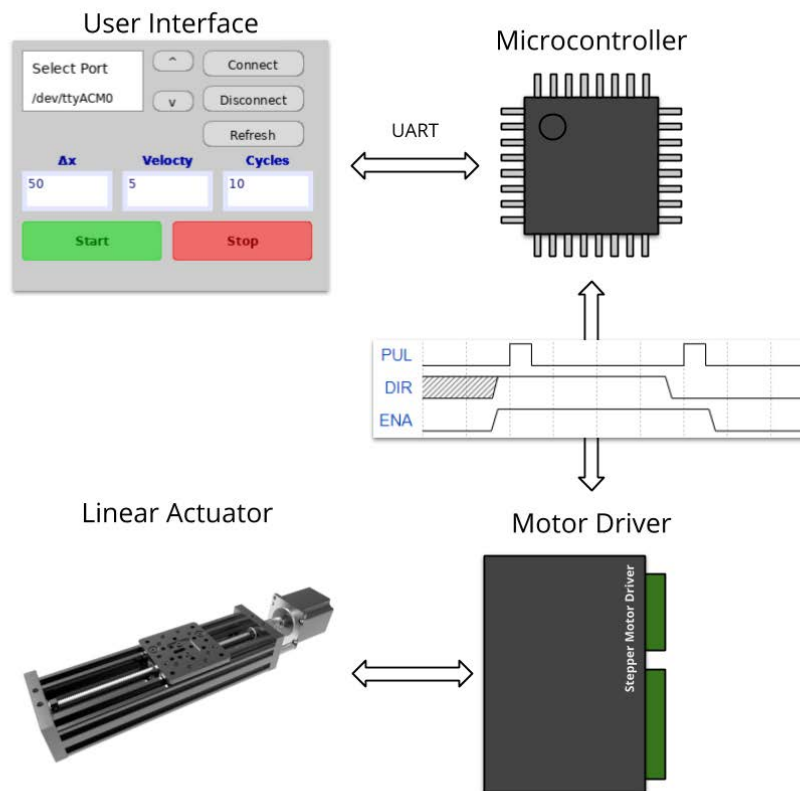 User Interface
Select Port
/dev/ttyACM0
^
v
Connect
Disconnect
Refresh
Δx
Velocty
Cycles
50
5
10
Start
Stop
UART
Microcontroller
PUL
DIR
ENA
Linear Actuator
Motor Driver
Stepper Motor Driver